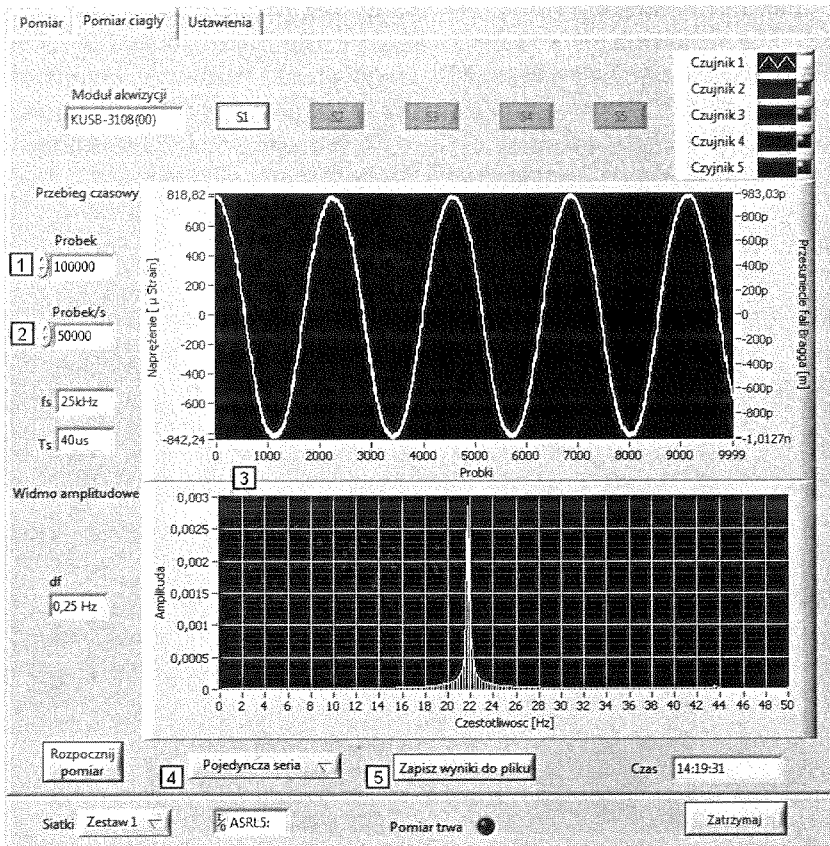 Pomiar Pomiar ciagly Ustawienia
Czujnik 1
Czujnik 2
Czujnik 3
Czujnik 4
Czyjnik 5
Moduł akwizycji
KUSB-3108(00)
S1 S2 S3 S4 S5
Przebieg czasowy
Probek
1 100000
Probek/s
2 50000
fs 25kHz
Ts 40us
Naprężenie [ µ Strain]
818,82
600
400
200
0
-200
-400
-600
-842,24
983,03p
800p
600p
400p
200p
0
-200p
-400p
-600p
-800p
-1,0127n
Przesuniecie fali Bragga [m]
0 1000 2000 3000 4000 5000 6000 7000 8000 9000 9999
Probki
3
Widmo amplitudowe
df
0,25 Hz
Amplituda
0,003
0,0025
0,002
0,0015
0,001
0,0005
0
0 2 4 6 8 10 12 14 16 18 20 22 24 26 28 30 32 34 36 38 40 42 44 46 48 50
Czestotliwosc [Hz]
Rozpocznij
pomiar
4 Pojedyncza seria
5 Zapisz wyniki do pliku
Czas 14:19:31
Siatki Zestaw 1
I/O ASRL5:
Pomiar trwa
Zatrzymaj